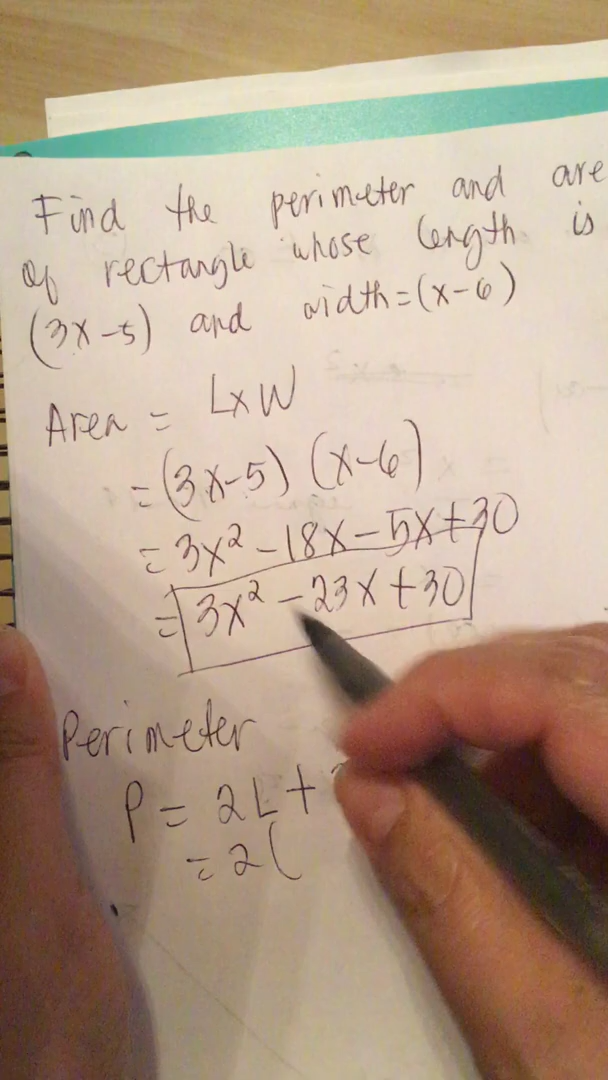 Find the perimeter and are
of rectangle whose length is
(3x-5) and width=(x-6)
Area = LxW
=(3x-5) (x-6)
=3x²-18x-5x+30
=3x²-23x+30
Perimeter
P=2L+
=2(